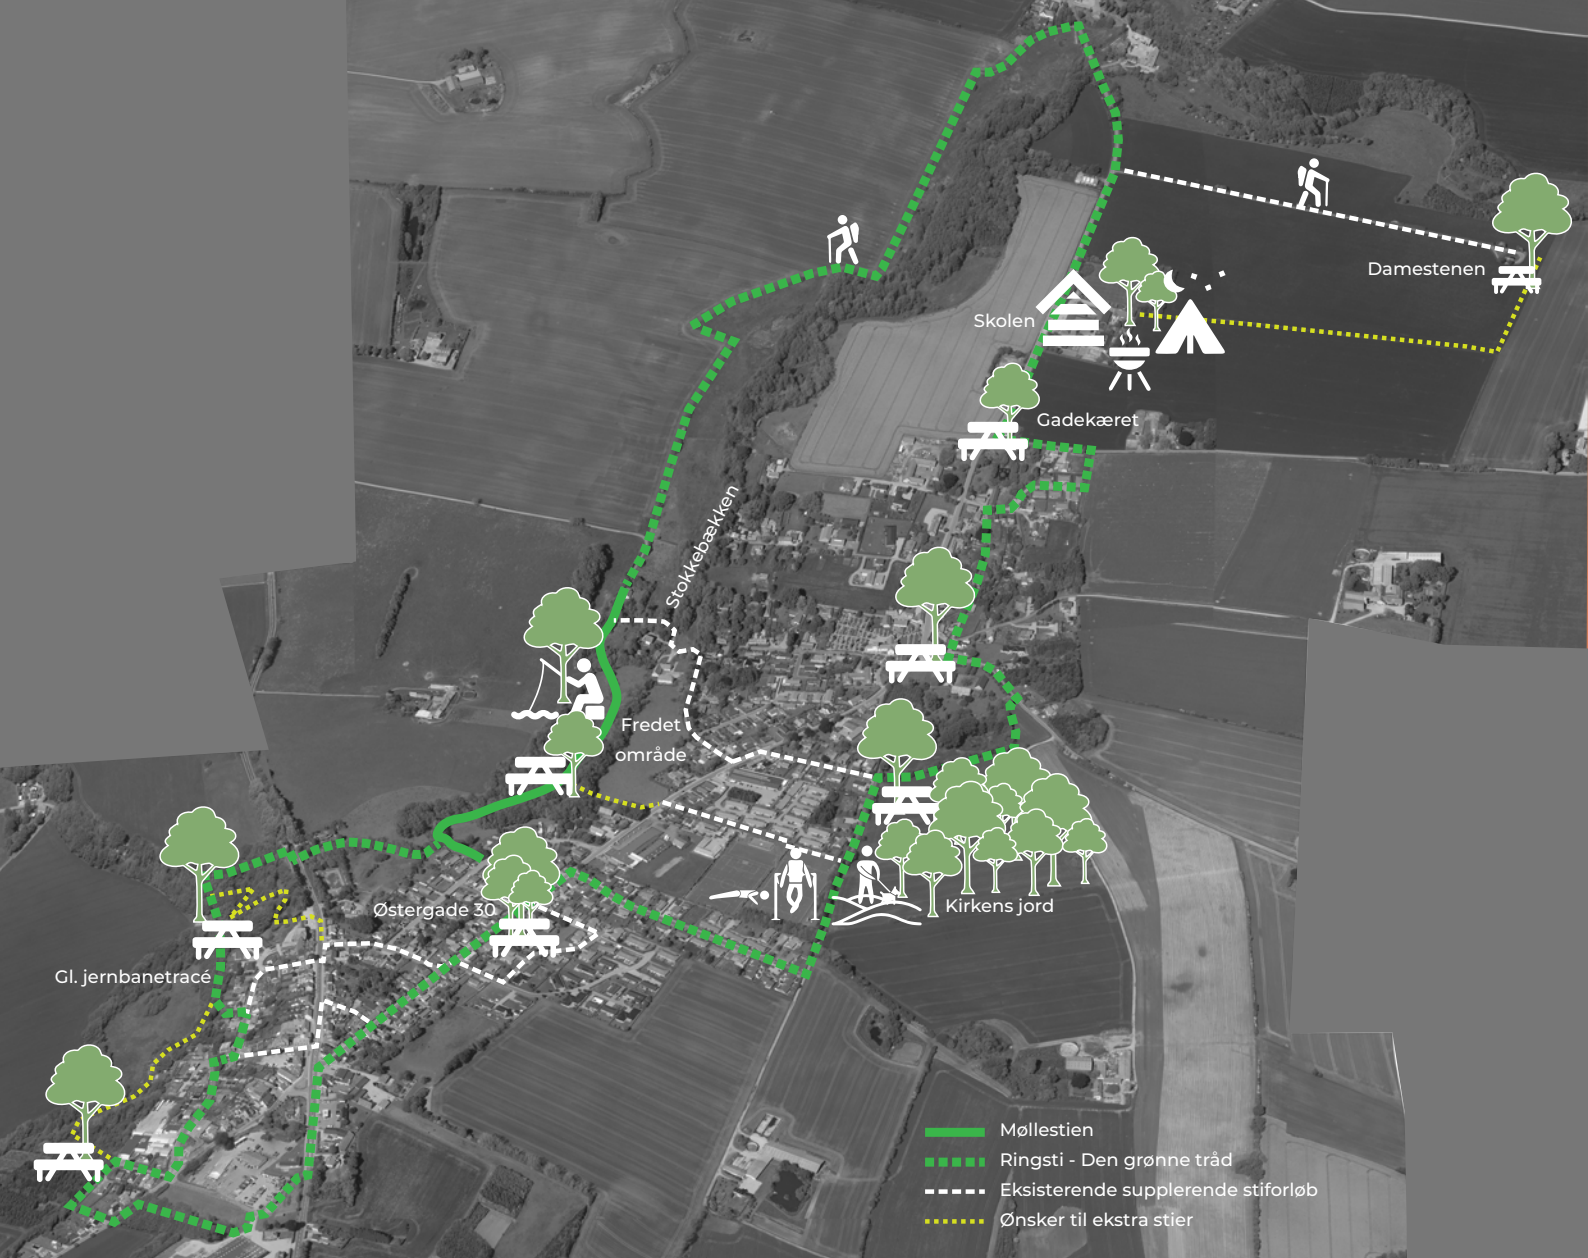 Damestenen
Skolen
Gadekæret
Stokkebækken
Fredet
område
Østergade 30
Kirkens jord
Gl. jernbanetracé
Møllestien
Ringsti - Den grønne tråd
Eksisterende supplerende stiforløb
Ønsker til ekstra stier